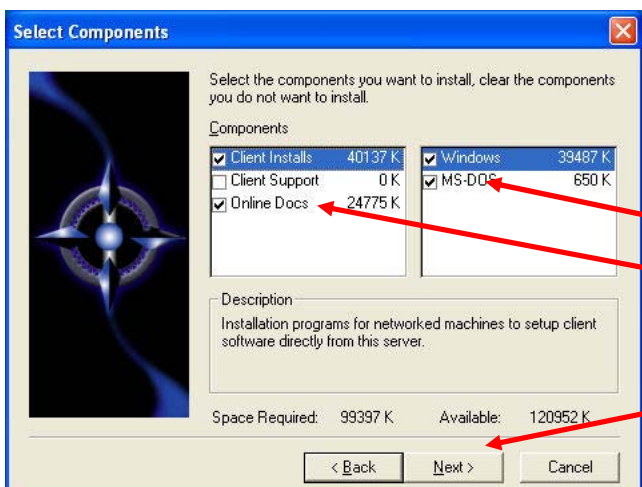 Select Components
Select the components you want to install, clear the components
you do not want to install.
Components
Client Installs 40137 K
Client Support 0 K
Online Docs 24775 K
Windows 39487 K
MS-DOS 650 K
Description
Installation programs for networked machines to setup client
software directly from this server.
Space Required: 99397 K Available: 120952 K
< Back Next > Cancel